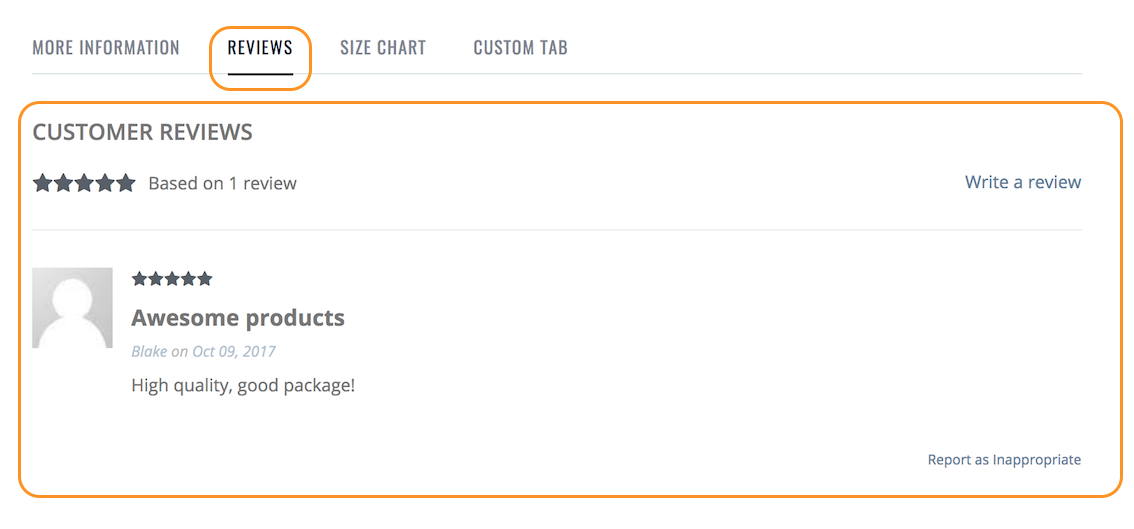 MORE INFORMATION REVIEWS SIZE CHART CUSTOM TAB
CUSTOMER REVIEWS
Based on 1 review Write a review
Awesome products
Blake on Oct 09, 2017
High quality, good package!
Report as Inappropriate